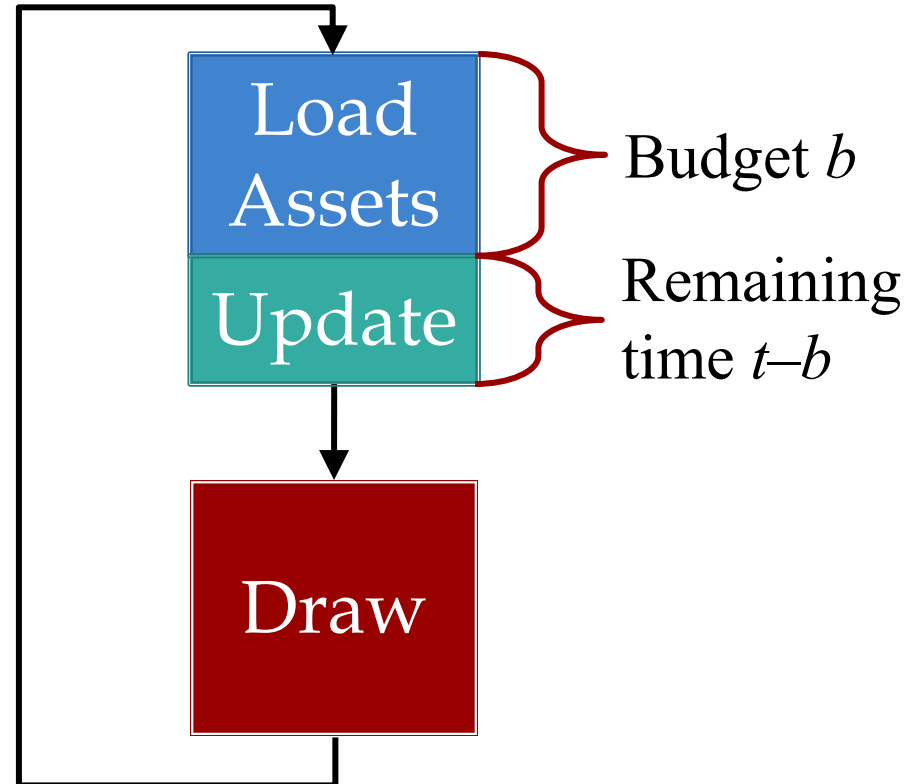 Load
Assets
Budget b
Update
Remaining
time t–b
Draw